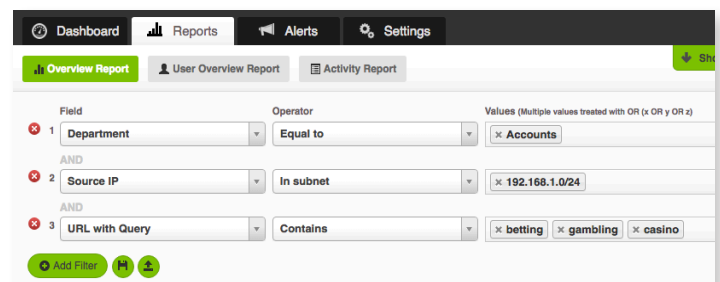 Dashboard Reports Alerts Settings
Overview Report User Overview Report Activity Report
Field Operator Values (Multiple values treated with OR (x OR y OR z)
1 Department Equal to × Accounts
AND
2 Source IP In subnet × 192.168.1.0/24
AND
3 URL with Query Contains × betting × gambling × casino
Add Filter